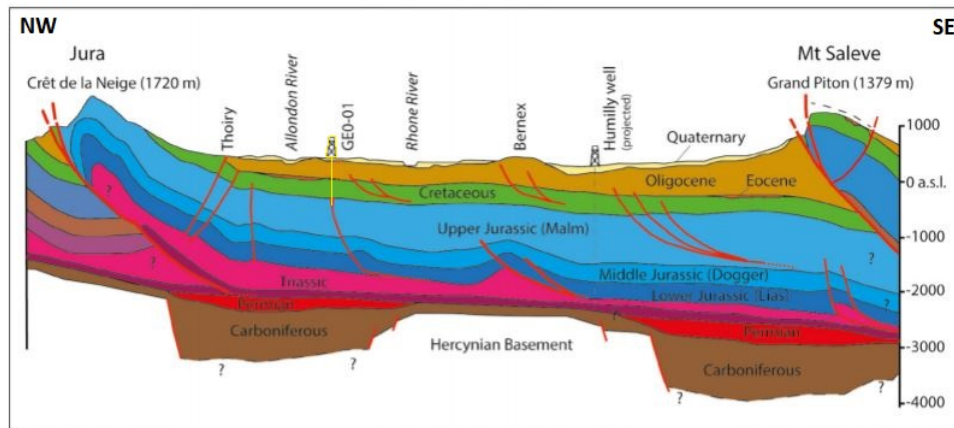 NW
SE
Jura
Mt Saleve
Crêt de la Neige (1720 m)
Grand Piton (1379 m)
Thoiry
Allondon River
GE0-01
Rhone River
Bernex
Humilly well
(projected)
Quaternary
1000
Oligocene
Eocene
0 a.s.l.
Cretaceous
?
Upper Jurassic (Malm)
-1000
?
?
Middle Jurassic (Dogger)
Triassic
Lower Jurassic (Lias)
-2000
Permian
?
Permian
Carboniferous
Hercynian Basement
-3000
?
?
Carboniferous
?
?
-4000